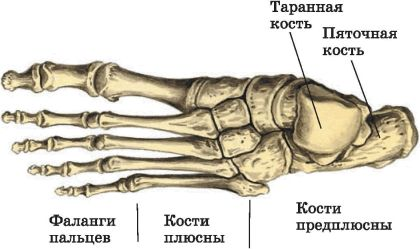 Таранная
кость
Пяточная
кость
Фаланги
пальцев
Кости
плюсны
Кости
предплюсны